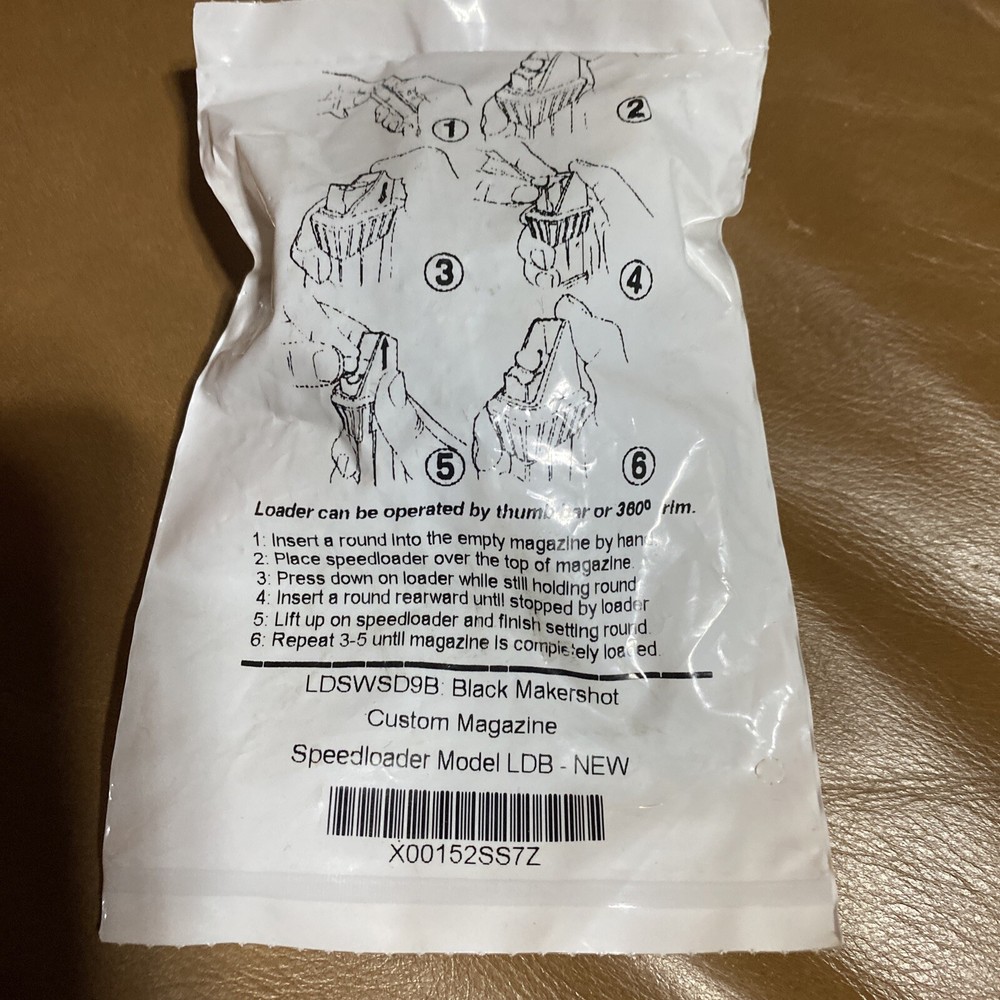 1
2
3
4
5
6
Loader can be operated by thumb bar or 360° rim.
1: Insert a round into the empty magazine by hand
2: Place speedloader over the top of magazine.
3: Press down on loader while still holding round
4: Insert a round rearward until stopped by loader
5: Lift up on speedloader and finish setting round.
6: Repeat 3-5 until magazine is completely loaded.
LDSWSD9B: Black Makershot
Custom Magazine
Speedloader Model LDB - NEW
X00152SS7Z